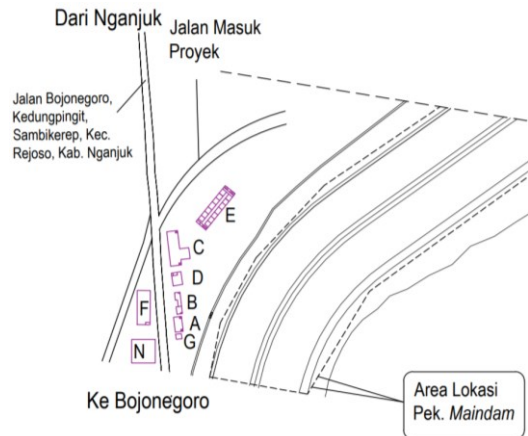 Dari Nganjuk
Jalan Masuk
Proyek
Jalan Bojonegoro,
Kedungpingit,
Sambikerep, Kec.
Rejoso, Kab. Nganjuk
E
C
D
B
F
A
G
N
Ke Bojonegoro
Area Lokasi
Pek. Maindam